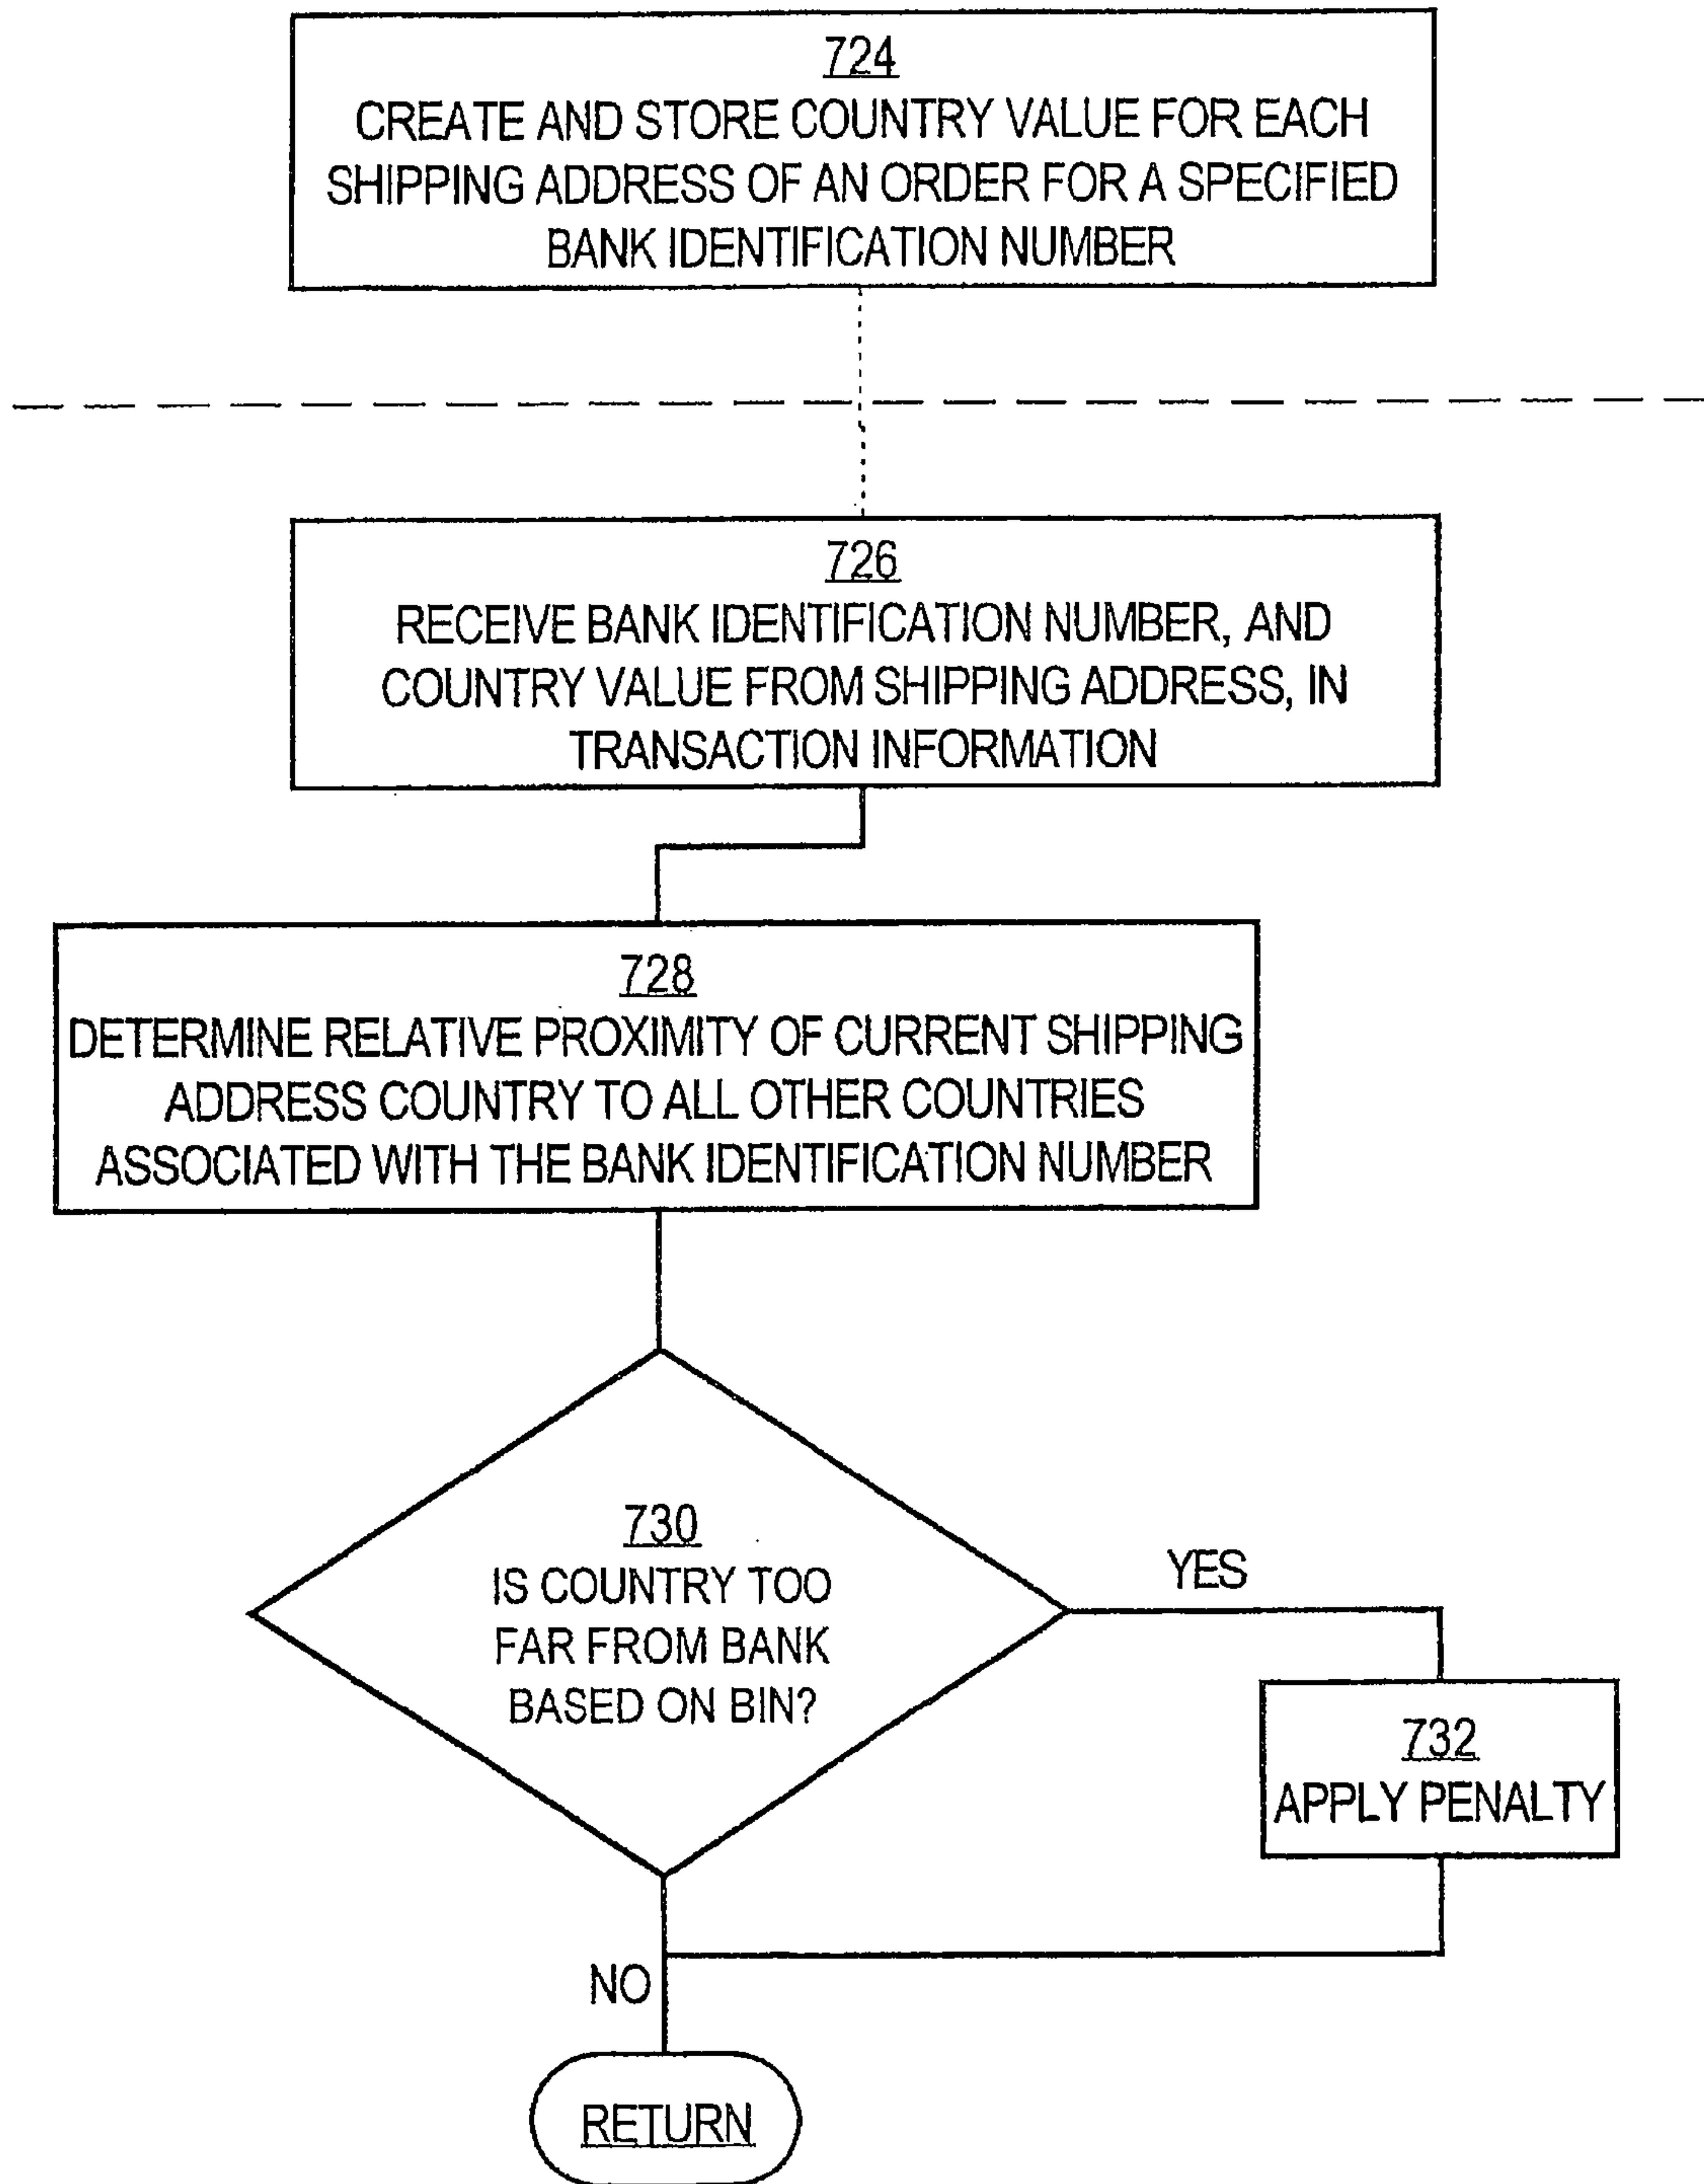 724
CREATE AND STORE COUNTRY VALUE FOR EACH
SHIPPING ADDRESS OF AN ORDER FOR A SPECIFIED
BANK IDENTIFICATION NUMBER
726
RECEIVE BANK IDENTIFICATION NUMBER, AND
COUNTRY VALUE FROM SHIPPING ADDRESS, IN
TRANSACTION INFORMATION
728
DETERMINE RELATIVE PROXIMITY OF CURRENT SHIPPING
ADDRESS COUNTRY TO ALL OTHER COUNTRIES
ASSOCIATED WITH THE BANK IDENTIFICATION NUMBER
730
IS COUNTRY TOO
FAR FROM BANK
BASED ON BIN?
YES
732
APPLY PENALTY
NO
RETURN